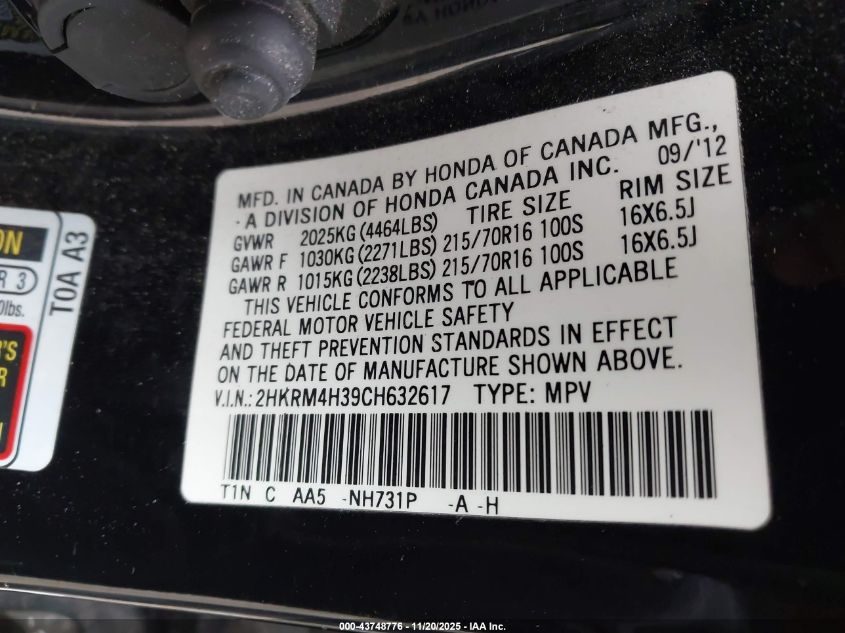 MFD. IN CANADA BY HONDA OF CANADA MFG.,
- A DIVISION OF HONDA CANADA INC. 09/'12
GVWR 2025KG (4464LBS) TIRE SIZE RIM SIZE
GAWR F 1030KG (2271LBS) 215/70R16 100S 16X6.5J
GAWR R 1015KG (2238LBS) 215/70R16 100S 16X6.5J
THIS VEHICLE CONFORMS TO ALL APPLICABLE
FEDERAL MOTOR VEHICLE SAFETY
AND THEFT PREVENTION STANDARDS IN EFFECT
ON THE DATE OF MANUFACTURE SHOWN ABOVE.
V.I.N.: 2HKRM4H39CH632617 TYPE: MPV
T1N C AA5 -NH731P -A -H
T0A A3
R 3
lbs.
000-43748776 - 11/20/2025 - IAA Inc.